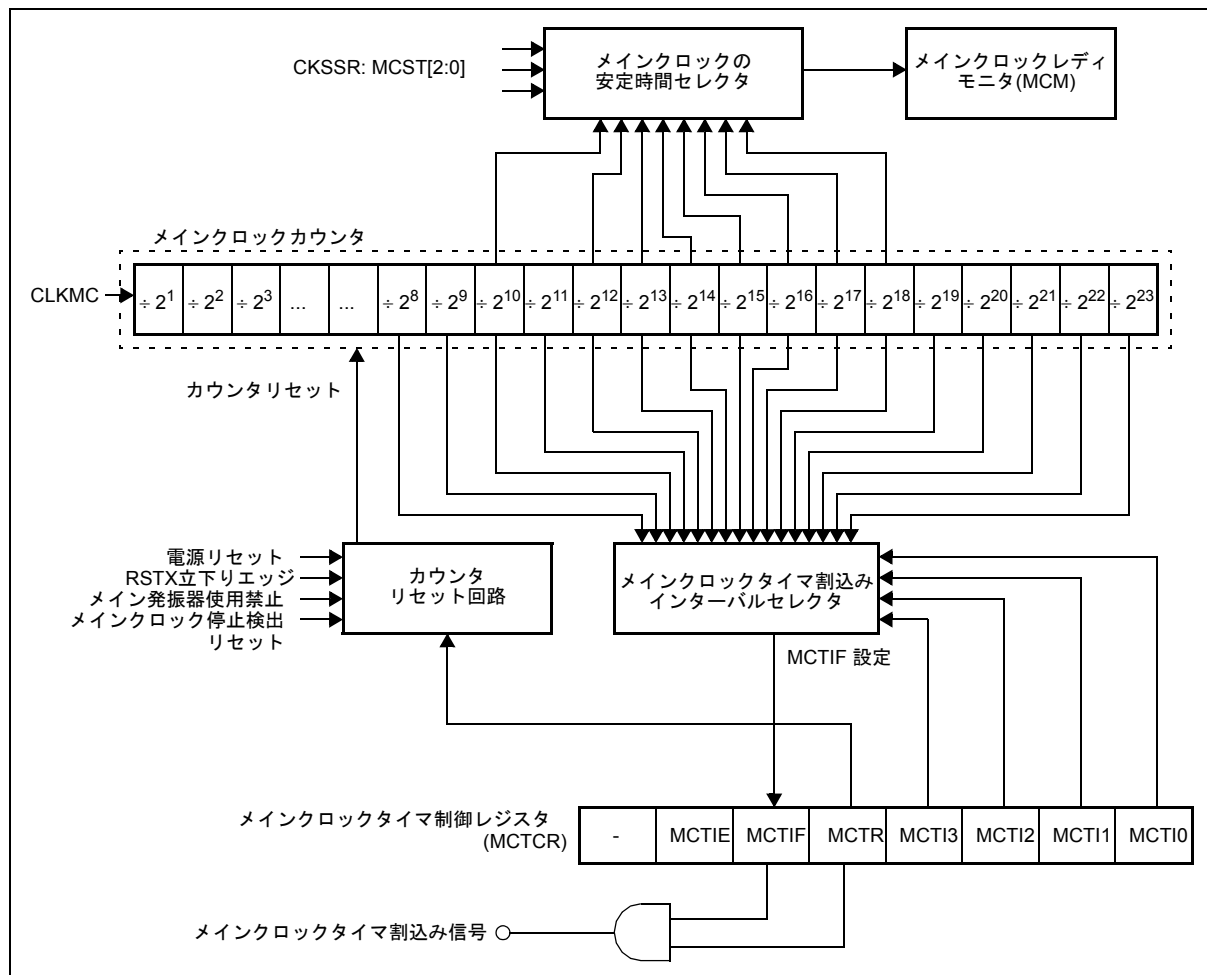 CKSSR: MCST[2:0]
メインクロックの
安定時間セレクタ
メインクロックレディ
モニタ(MCM)
メインクロックカウンタ
CLKMC
÷ 2¹ ÷ 2² ÷ 2³ ... ... ÷ 2⁸ ÷ 2⁹ ÷ 2¹⁰ ÷ 2¹¹ ÷ 2¹² ÷ 2¹³ ÷ 2¹⁴ ÷ 2¹⁵ ÷ 2¹⁶ ÷ 2¹⁷ ÷ 2¹⁸ ÷ 2¹⁹ ÷ 2²⁰ ÷ 2²¹ ÷ 2²² ÷ 2²³
カウンタリセット
電源リセット
RSTX立下りエッジ
メイン発振器使用禁止
メインクロック停止検出
リセット
カウンタ
リセット回路
メインクロックタイマ割込み
インターバルセレクタ
MCTIF 設定
メインクロックタイマ制御レジスタ
(MCTCR)
- MCTIE MCTIF MCTR MCTI3 MCTI2 MCTI1 MCTI0
メインクロックタイマ割込み信号